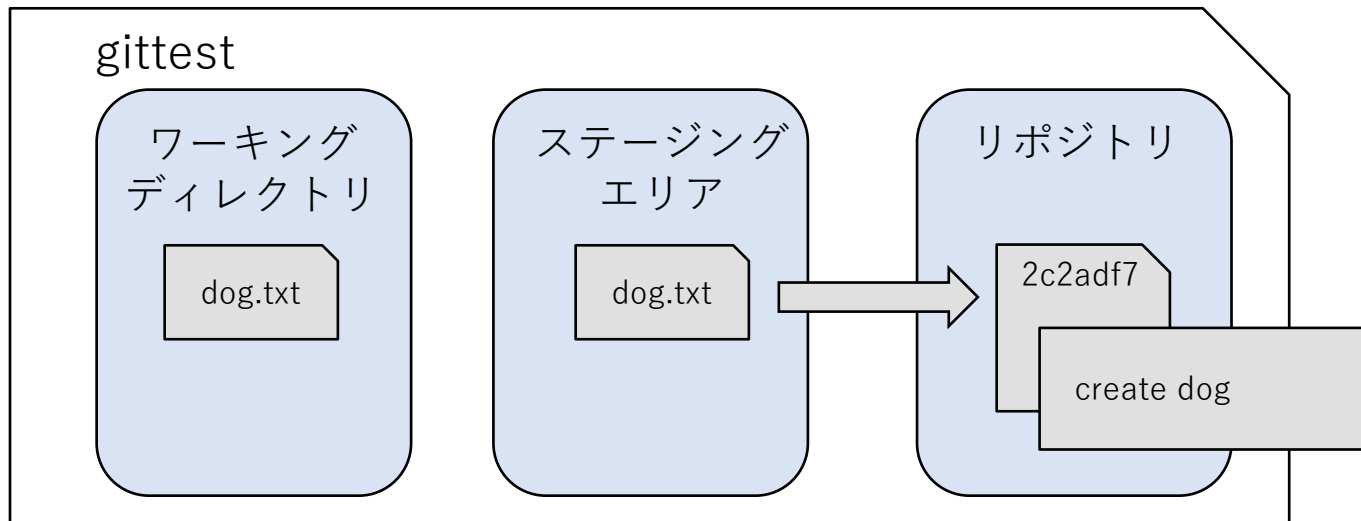 gittest
ワーキング
ディレクトリ
dog.txt
ステージング
エリア
dog.txt
リポジトリ
2c2adf7
create dog